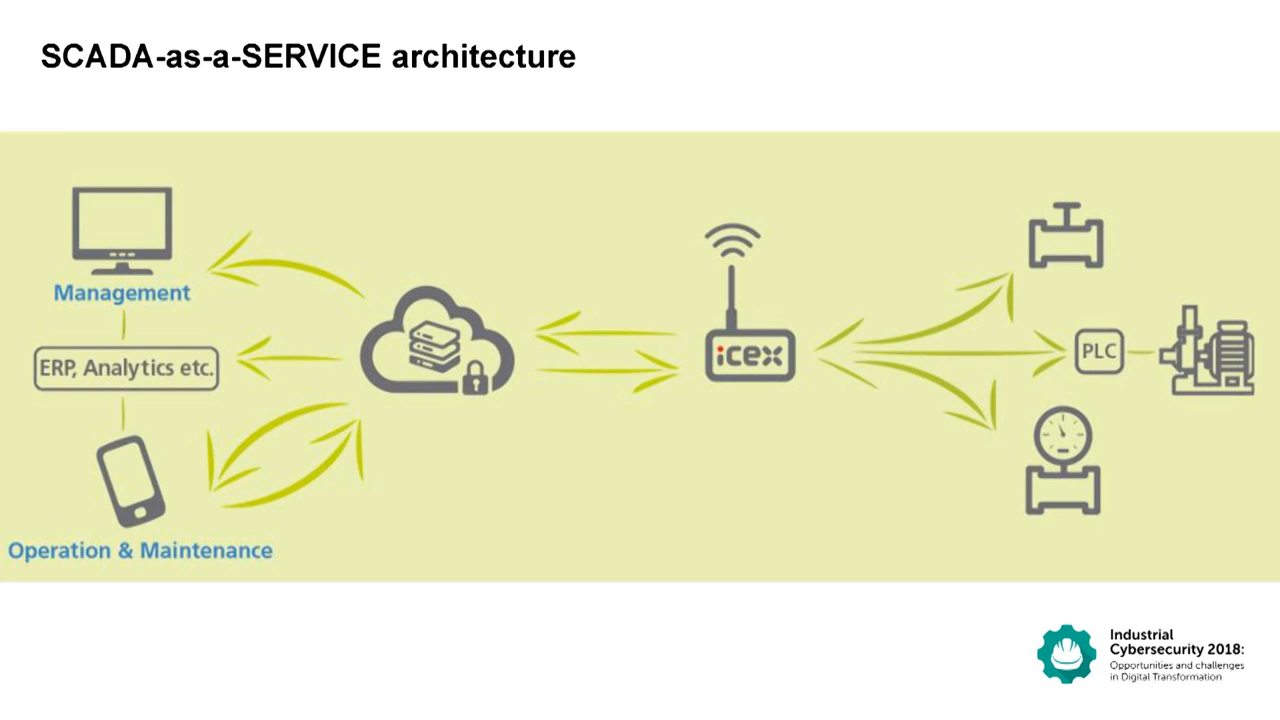 SCADA-as-a-SERVICE architecture
Management
ERP, Analytics etc.
Operation & Maintenance
icex
PLC
Industrial
Cybersecurity 2018:
Opportunities and challenges
in Digital Transformation